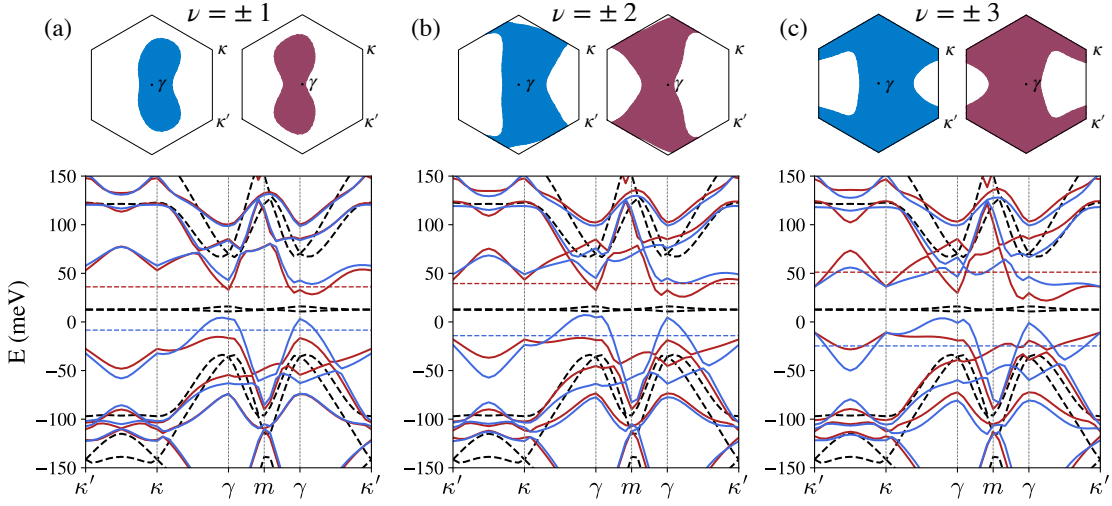 (a)
ν = ± 1
κ
γ
κ′
κ
γ
κ′
(b)
ν = ± 2
κ
γ
κ′
κ
γ
κ′
(c)
ν = ± 3
κ
γ
κ′
κ
γ
κ′
E (meV)
150
100
50
0
−50
−100
−150
κ′ κ γ m γ κ′
150
100
50
0
−50
−100
−150
κ′ κ γ m γ κ′
150
100
50
0
−50
−100
−150
κ′ κ γ m γ κ′